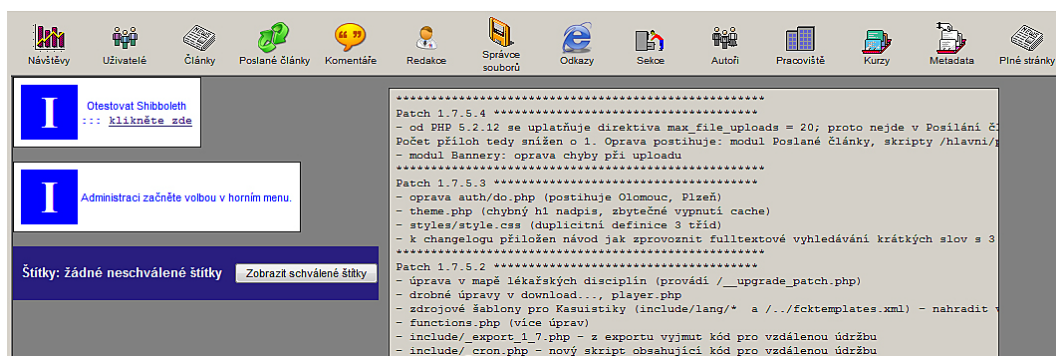 Návštěvy
Uživatelé
Články
Poslané články
Komentáře
Redakce
Správce
souborů
Odkazy
Sekce
Autoři
Pracoviště
Kurzy
Metadata
Plné stránky
I
Otestovat Shibboleth
::: klikněte zde
I
Administraci začněte volbou v horním menu.
Štítky: žádné neschválené štítky
Zobrazit schválené štítky
*******************************************************
Patch 1.7.5.4 ****************************************
- od PHP 5.2.12 se uplatňuje direktiva max_file_uploads = 20; proto nejde v Posílání
Počet příloh tedy snížen o 1. Oprava postihuje: modul Poslané články, skripty /hlavni/
- modul Bannery: oprava chyby při uploadu
*******************************************************
Patch 1.7.5.3 ****************************************
- oprava auth/do.php (postihuje Olomouc, Plzeň)
- theme.php (chybný h1 nadpis, zbytečné vypnutí cache)
- styles/style.css (duplicitní definice 3 tříd)
- k changelogu přiložen návod jak zprovoznit fulltextové vyhledávání krátkých slov s 3
*******************************************************
Patch 1.7.5.2 ****************************************
- úprava v mapě lékařských disciplín (provádí /__upgrade_patch.php)
- drobné úpravy v download..., player.php
- zdrojové šablony pro Kasuistiky (include/lang/* a /../fcktemplates.xml) - nahradit
- functions.php (více úprav)
- include/_export_1_7.php - z exportu vyjmut kód pro vzdálenou údržbu
- include/_cron.php - nový skript obsahující kód pro vzdálenou údržbu